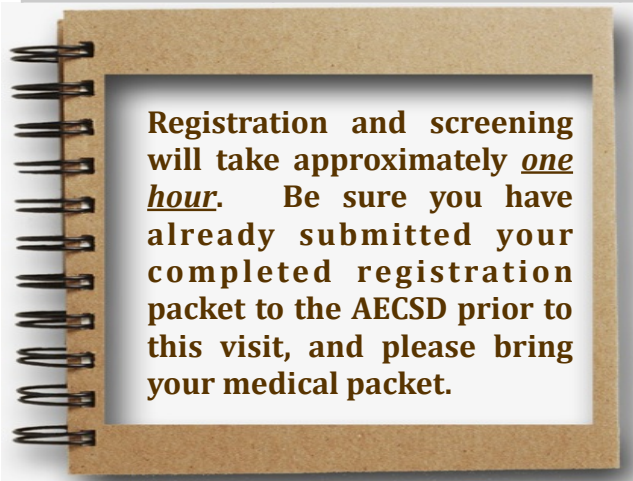 Registration and screening
will take approximately one
hour. Be sure you have
already submitted your
completed registration
packet to the AECSD prior to
this visit, and please bring
your medical packet.